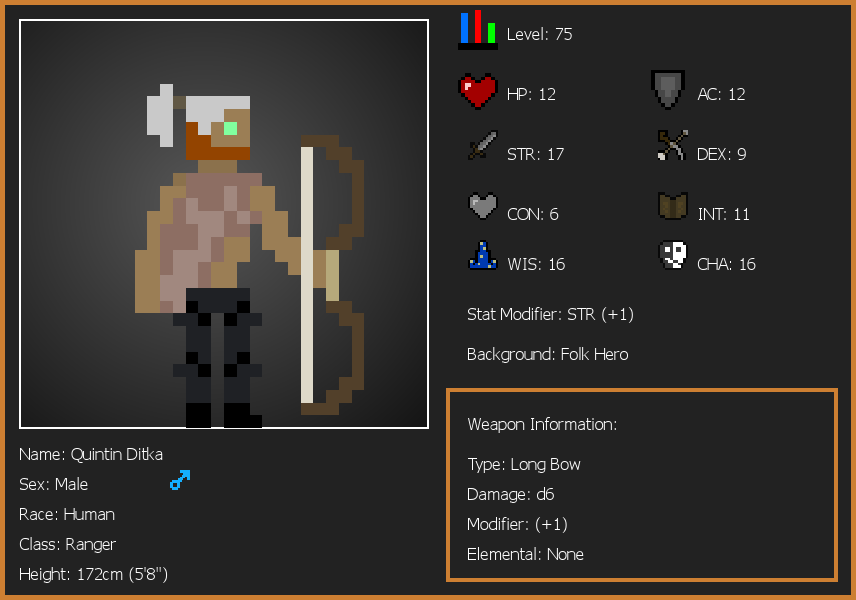 Level: 75
HP: 12
AC: 12
STR: 17
DEX: 9
CON: 6
INT: 11
WIS: 16
CHA: 16
Stat Modifier: STR (+1)
Background: Folk Hero
Weapon Information:
Type: Long Bow
Damage: d6
Modifier: (+1)
Elemental: None
Name: Quintin Ditka
Sex: Male
Race: Human
Class: Ranger
Height: 172cm (5'8")